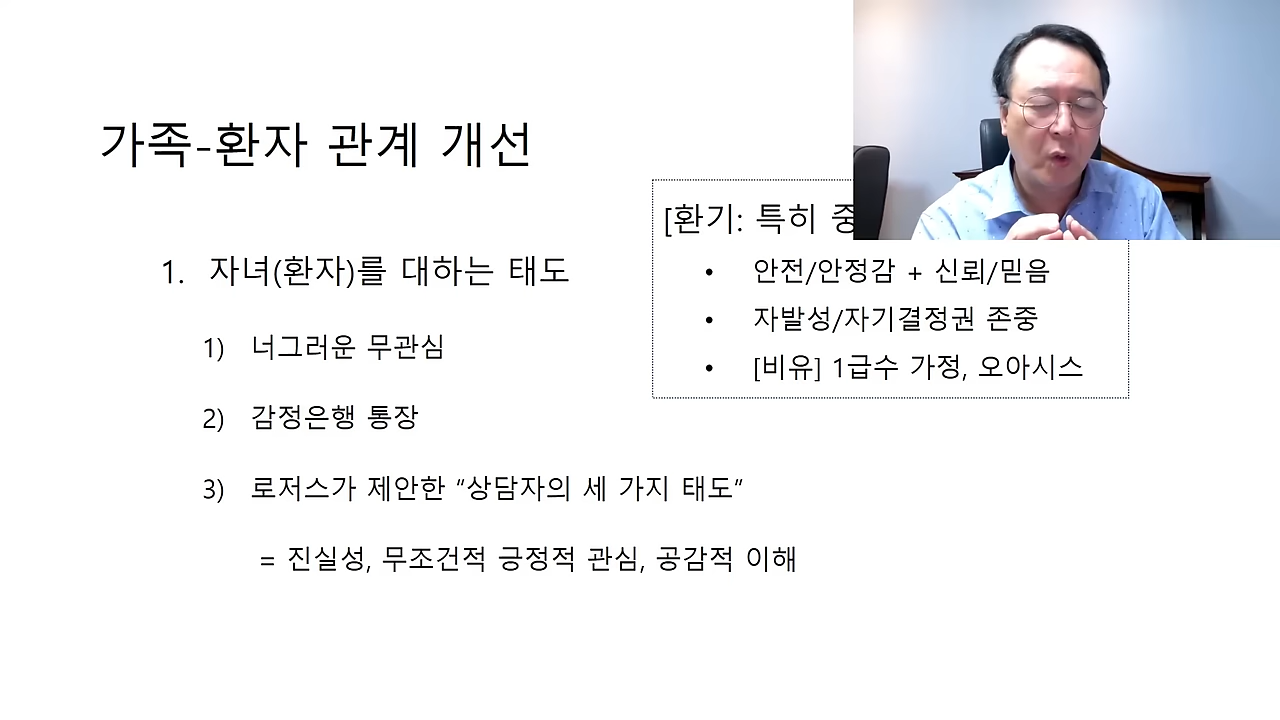 가족-환자 관계 개선
1. 자녀(환자)를 대하는 태도
1) 너그러운 무관심
2) 감정은행 통장
3) 로저스가 제안한 “상담자의 세 가지 태도”
= 진실성, 무조건적 긍정적 관심, 공감적 이해
[환기: 특히
• 안전/안정감 + 신뢰/믿음
• 자발성/자기결정권 존중
• [비유] 1급수 가정, 오아시스